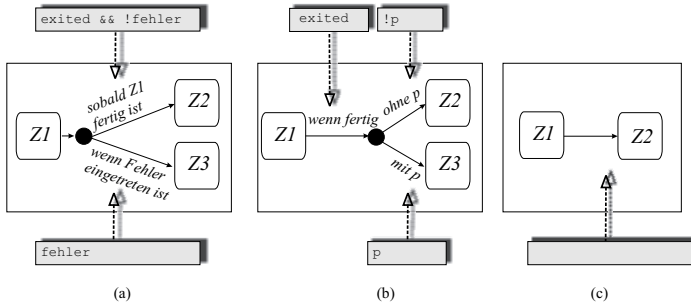 exited && !fehler
sobald Z1
fertig ist
Z1
Z2
Z3
wenn Fehler
eingetreten ist
fehler
(a)
exited
!p
Z1
wenn fertig
ohne p
Z2
mit p
Z3
p
(b)
Z1
Z2
(c)